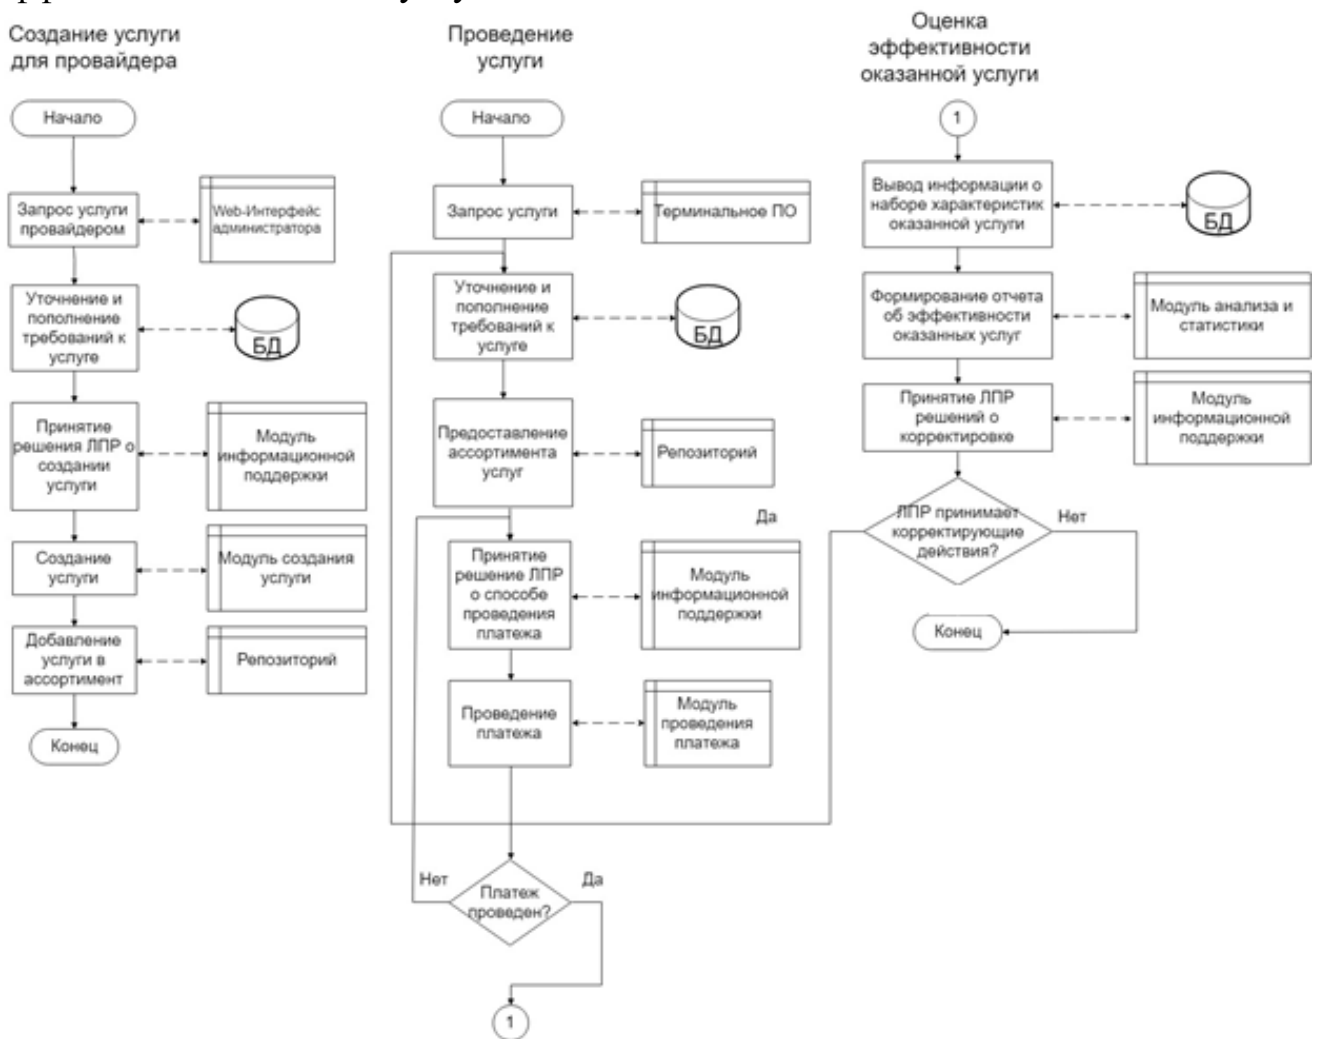 Создание услуги
для провайдера
Начало
Запрос услуги
провайдером
Web-Интерфейс
администратора
Уточнение и
пополнение
требований к
услуге
БД
Принятие
решения ЛПР о
создании
услуги
Модуль
информационной
поддержки
Создание
услуги
Модуль создания
услуги
Добавление
услуги в
ассортимент
Репозиторий
Конец
Проведение
услуги
Начало
Запрос услуги
Терминальное ПО
Уточнение и
пополнение
требований к
услуге
БД
Предоставление
ассортимента
услуг
Репозиторий
Принятие
решение ЛПР
о способе
проведения
платежа
Модуль
информационной
поддержки
Проведение
платежа
Модуль
проведения
платежа
Нет
Да
Платеж
проведен?
1
Оценка
эффективности
оказанной услуги
1
Вывод информации о
наборе характеристик
оказанной услуги
БД
Формирование отчета
об эффективности
оказанных услуг
Модуль анализа и
статистики
Принятие ЛПР
решений о
корректировке
Модуль
информационной
поддержки
Да
ЛПР принимает
корректирующие
действия?
Нет
Конец